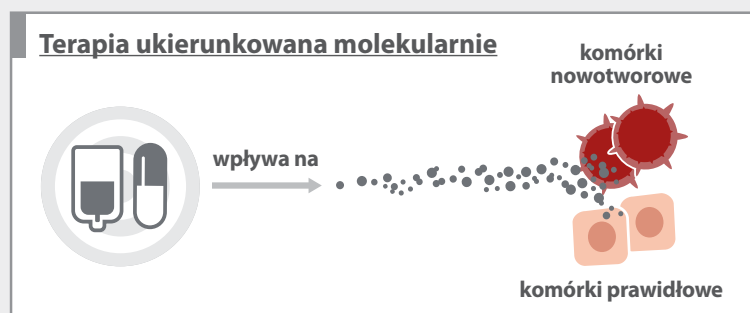 Terapia ukierunkowana molekularnie
komórki
nowotworowe
wpływa na
komórki prawidłowe